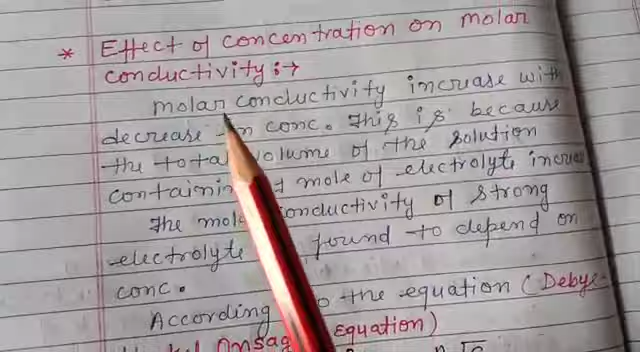 * Effect of concentration on molar
conductivity :→
molar conductivity increase with
decrease in conc. This is because
the total volume of the solution
containing mole of electrolyte increase
The mola conductivity of strong
electrolyte found to depend on
conc.
According to the equation (Debye-
Onsag Equation)